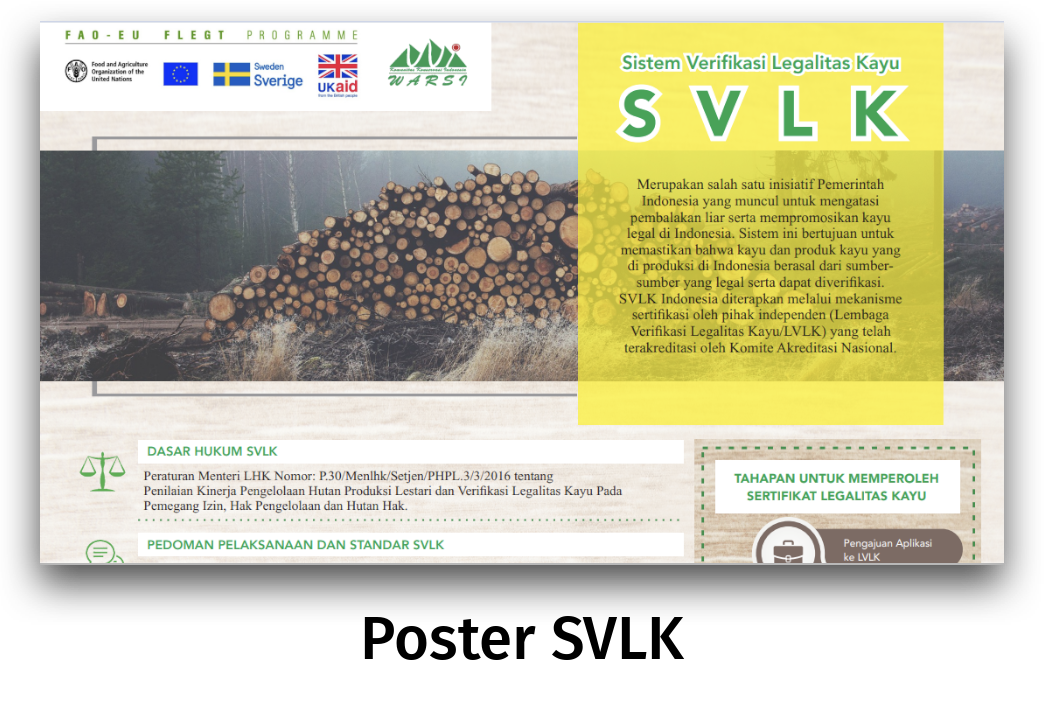 FAO-EU FLEGT PROGRAMME
Food and Agriculture
Organization of the
United Nations
Sweden
Sverige
UKaid
from the British people
Komunitas Konservasi Indonesia
WARSI
Sistem Verifikasi Legalitas Kayu
SVLK
Merupakan salah satu inisiatif Pemerintah
Indonesia yang muncul untuk mengatasi
pembalakan liar serta mempromosikan kayu
legal di Indonesia. Sistem ini bertujuan untuk
memastikan bahwa kayu dan produk kayu yang
di produksi di Indonesia berasal dari sumber-
sumber yang legal serta dapat diverifikasi.
SVLK Indonesia diterapkan melalui mekanisme
sertifikasi oleh pihak independen (Lembaga
Verifikasi Legalitas Kayu/LVLK) yang telah
terakreditasi oleh Komite Akreditasi Nasional.
DASAR HUKUM SVLK
Peraturan Menteri LHK Nomor: P.30/Menlhk/Setjen/PHPL.3/3/2016 tentang
Penilaian Kinerja Pengelolaan Hutan Produksi Lestari dan Verifikasi Legalitas Kayu Pada
Pemegang Izin, Hak Pengelolaan dan Hutan Hak.
PEDOMAN PELAKSANAAN DAN STANDAR SVLK
TAHAPAN UNTUK MEMPEROLEH
SERTIFIKAT LEGALITAS KAYU
Pengajuan Aplikasi
ke LVLK
Poster SVLK